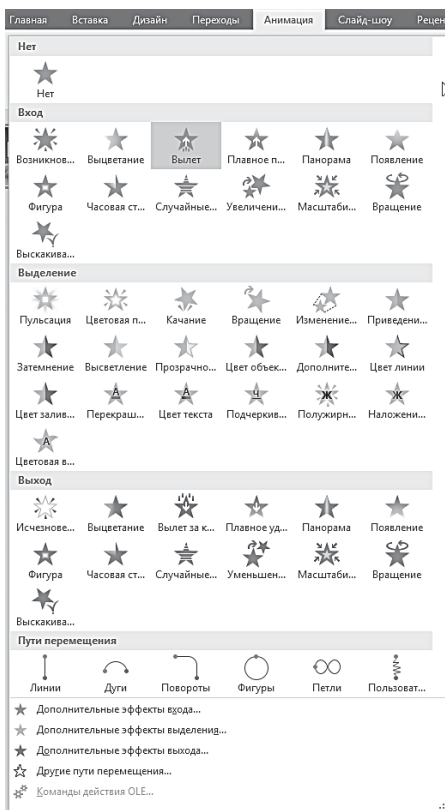 Главная Вставка Дизайн Переходы Анимация Слайд-шоу Рецен
Нет
Нет
Вход
Возникнов... Выцветание Вылет Плавное п... Панорама Появление
Фигура Часовая ст... Случайные... Увеличени... Масштаби... Вращение
Выскакива...
Выделение
Пульсация Цветовая п... Качание Вращение Изменение... Приведени...
Затемнение Высветление Прозрачно... Цвет объек... Дополните... Цвет линии
Цвет залив... Перекраш... Цвет текста Подчеркив... Полужирн... Наложени...
Цветовая в...
Выход
Исчезнове... Выцветание Вылет за к... Плавное уд... Панорама Появление
Фигура Часовая ст... Случайные... Уменьшен... Масштаби... Вращение
Выскакива...
Пути перемещения
Линии Дуги Повороты Фигуры Петли Пользоват...
Дополнительные эффекты входа...
Дополнительные эффекты выделения...
Дополнительные эффекты выхода...
Другие пути перемещения...
Команды действия OLE...